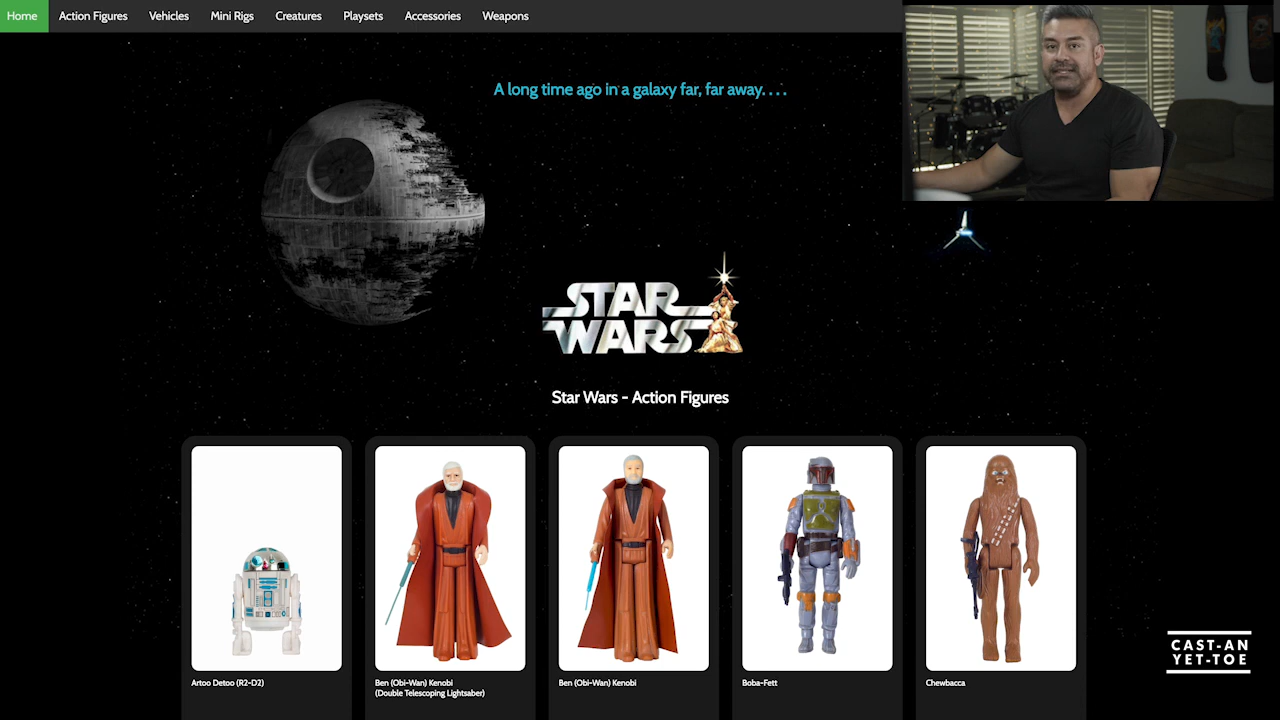 Home Action Figures Vehicles Mini Rigs Creatures Playsets Accessories Weapons
A long time ago in a galaxy far, far away. . . .
STAR
WARS
Star Wars - Action Figures
Artoo Detoo (R2-D2)
Ben (Obi-Wan) Kenobi
(Double Telescoping Lightsaber)
Ben (Obi-Wan) Kenobi
Boba-Fett
Chewbacca
CAST-AN
YET-TOE